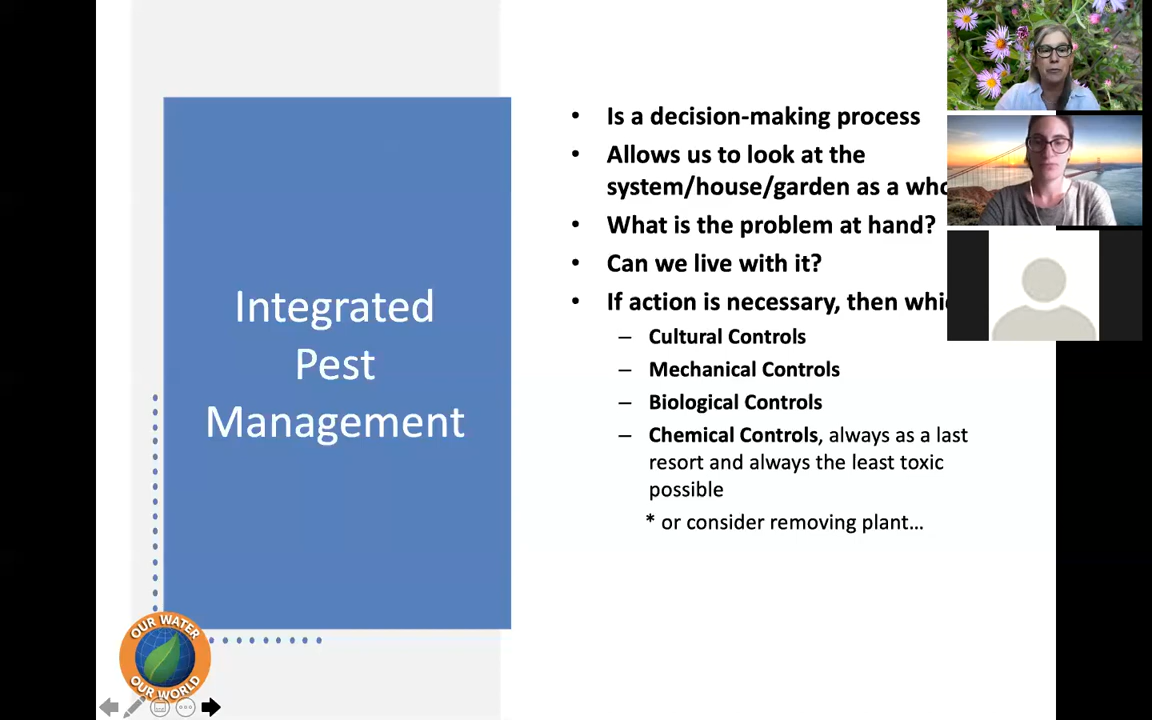 Integrated
Pest
Management
• Is a decision-making process
• Allows us to look at the
system/house/garden as a
• What is the problem at hand?
• Can we live with it?
• If action is necessary, then
– Cultural Controls
– Mechanical Controls
– Biological Controls
– Chemical Controls, always as a last
resort and always the least toxic
possible
* or consider removing plant...
OUR WATER
OUR WORLD